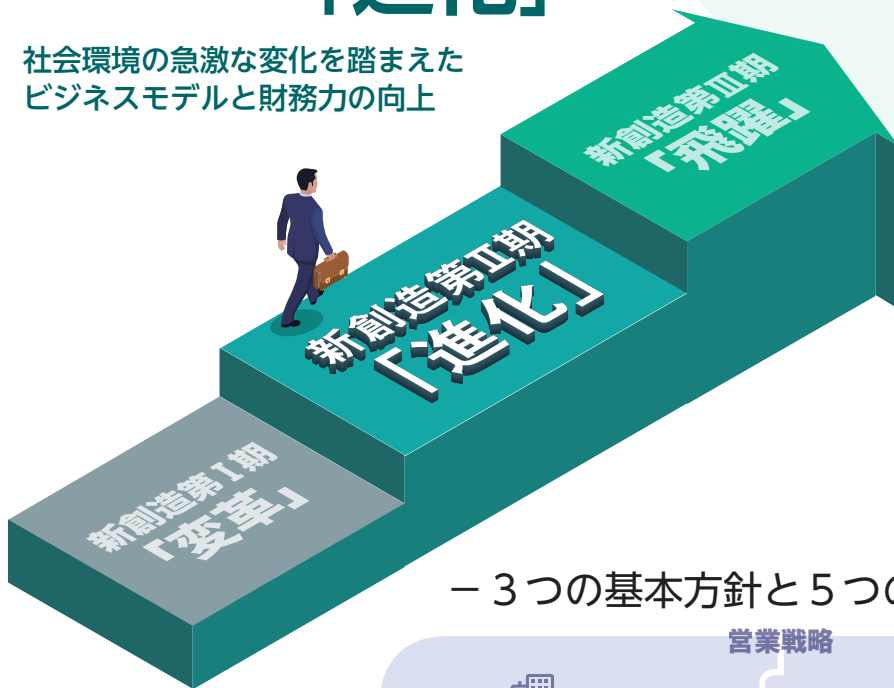 「進化」
社会環境の急激な変化を踏まえた
ビジネスモデルと財務力の向上
新創造第Ⅲ期
「飛躍」
新創造第Ⅱ期
「進化」
新創造第Ⅰ期
「変革」
－３つの基本方針と５つの
営業戦略